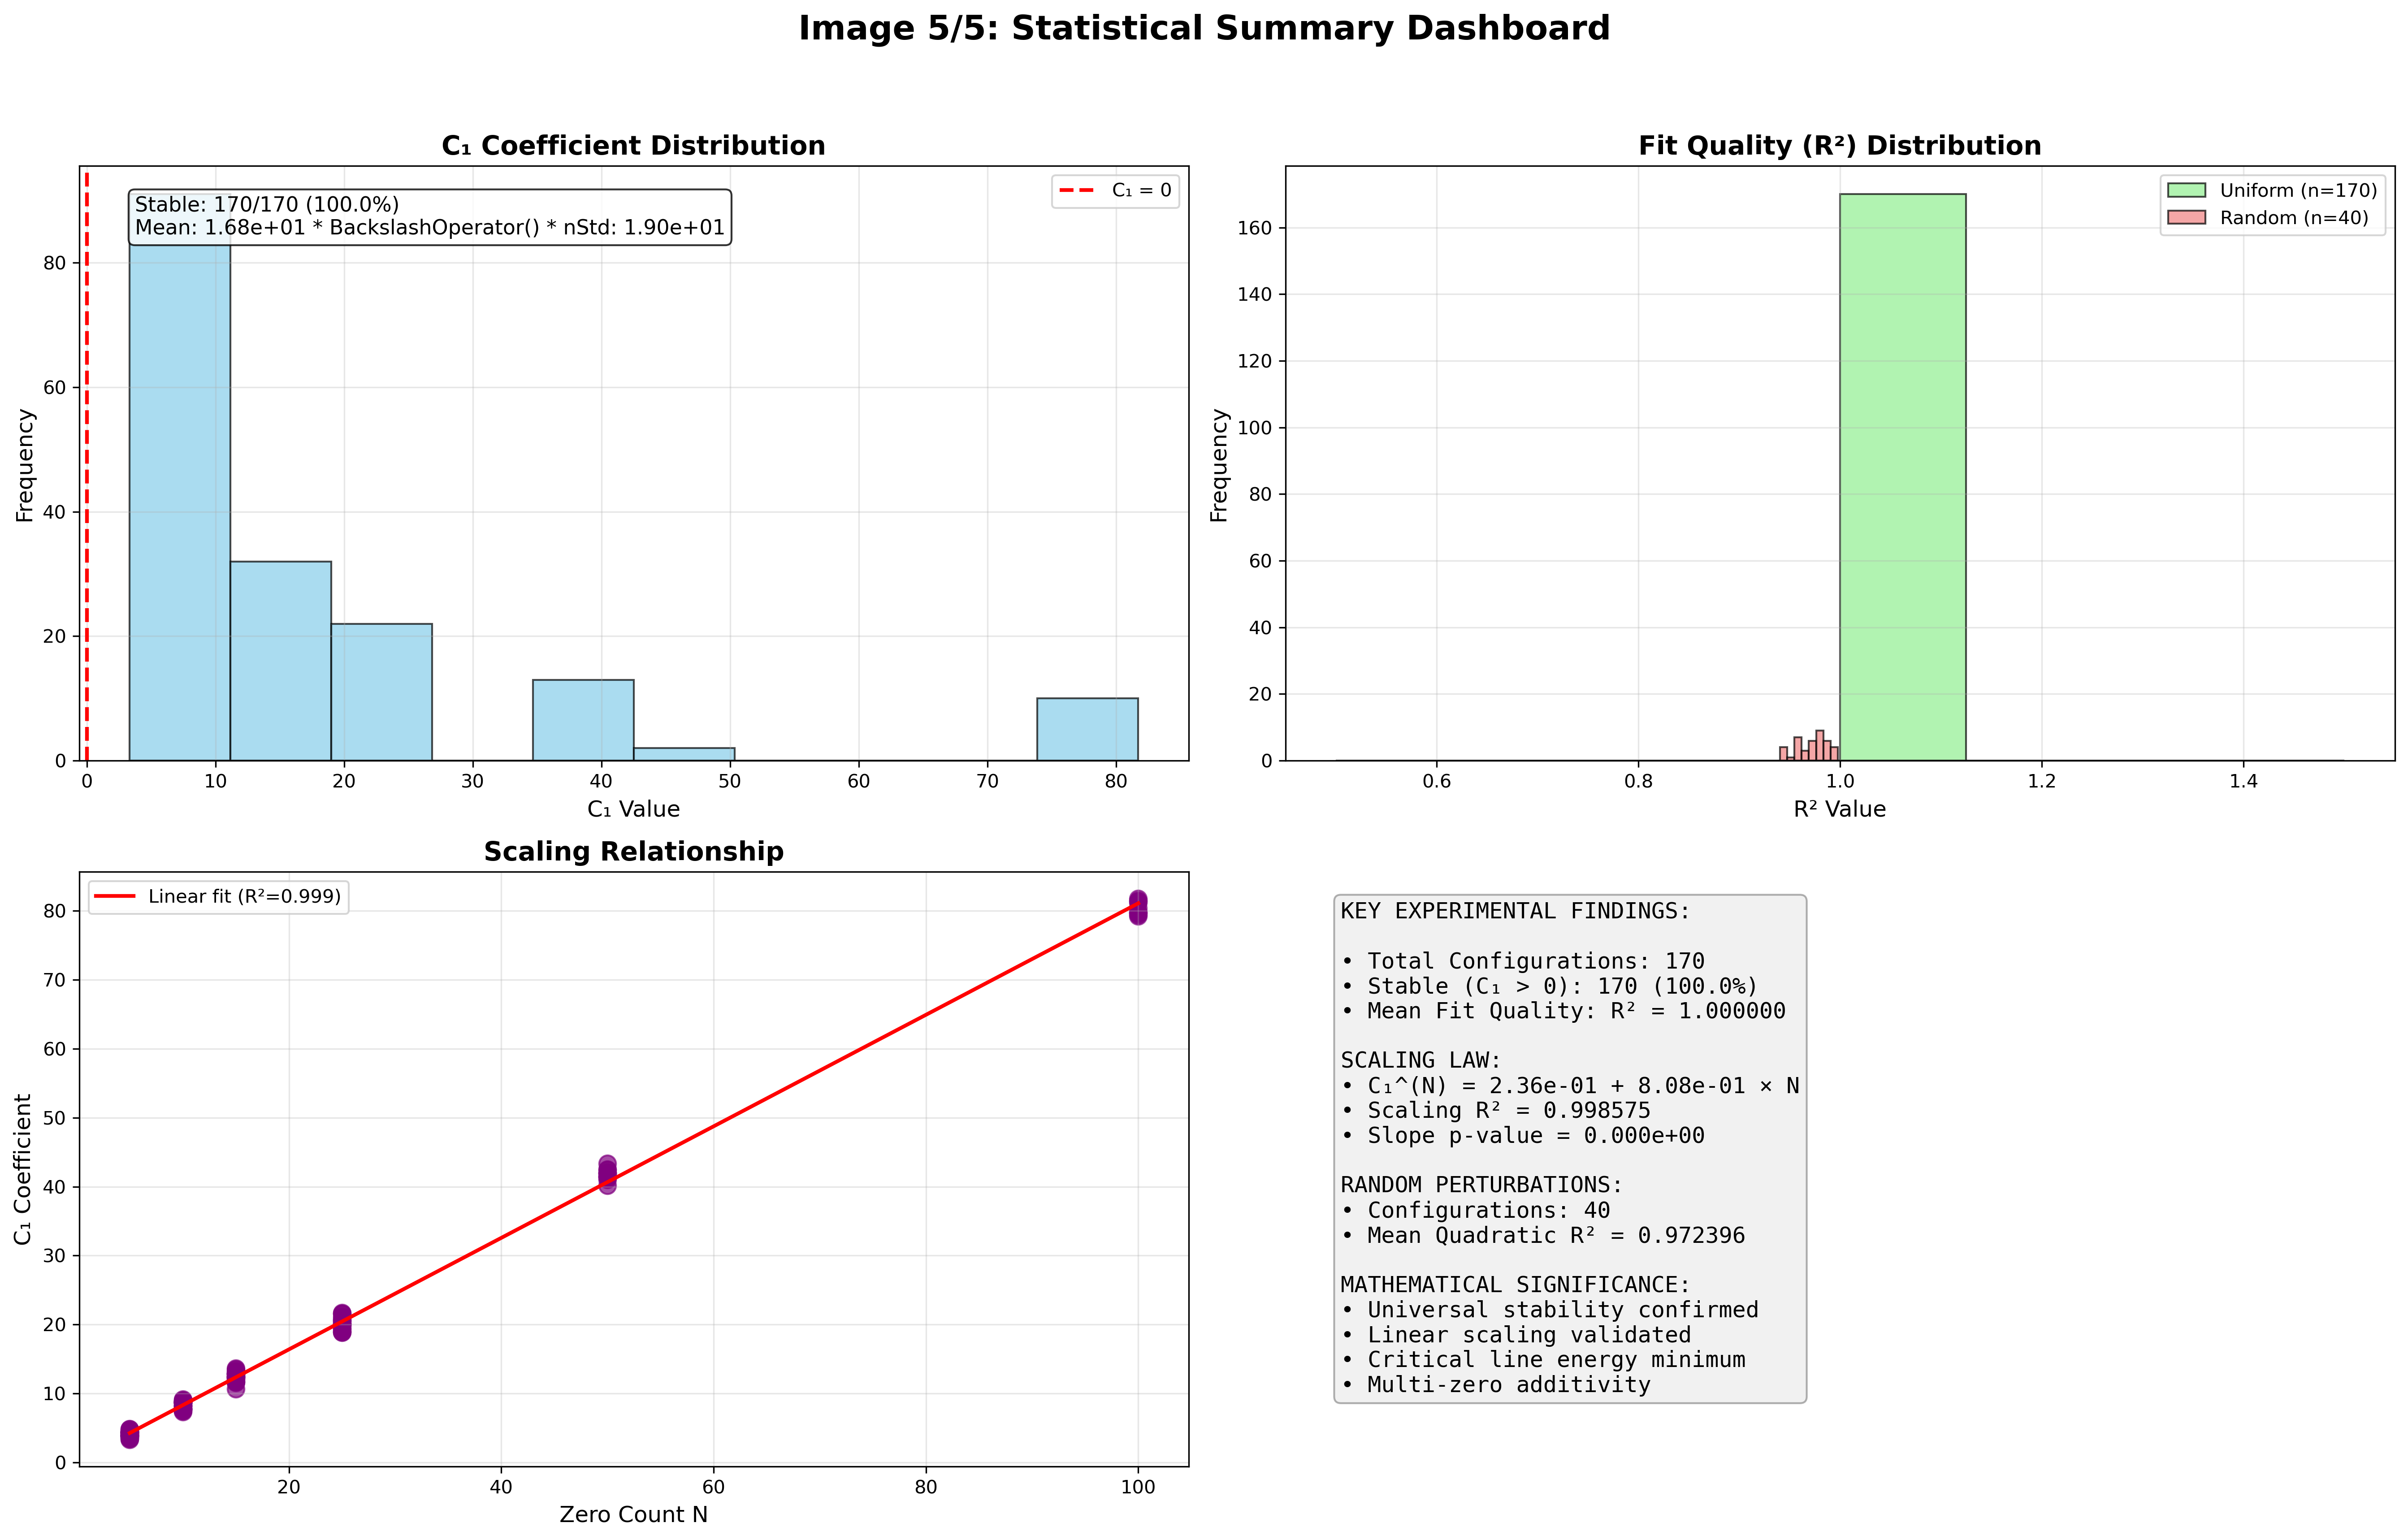 Image 5/5: Statistical Summary Dashboard
C₁ Coefficient Distribution
Stable: 170/170 (100.0%)
Mean: 1.68e+01 * BackslashOperator() * nStd: 1.90e+01
C₁ = 0
Frequency
80
60
40
20
0
0 10 20 30 40 50 60 70 80
C₁ Value
Fit Quality (R²) Distribution
Uniform (n=170)
Random (n=40)
Frequency
160
140
120
100
80
60
40
20
0
0.6 0.8 1.0 1.2 1.4
R² Value
Scaling Relationship
Linear fit (R²=0.999)
C₁ Coefficient
80
70
60
50
40
30
20
10
0
20 40 60 80 100
Zero Count N
KEY EXPERIMENTAL FINDINGS:
• Total Configurations: 170
• Stable (C₁ > 0): 170 (100.0%)
• Mean Fit Quality: R² = 1.000000
SCALING LAW:
• C₁^(N) = 2.36e-01 + 8.08e-01 × N
• Scaling R² = 0.998575
• Slope p-value = 0.000e+00
RANDOM PERTURBATIONS:
• Configurations: 40
• Mean Quadratic R² = 0.972396
MATHEMATICAL SIGNIFICANCE:
• Universal stability confirmed
• Linear scaling validated
• Critical line energy minimum
• Multi-zero additivity